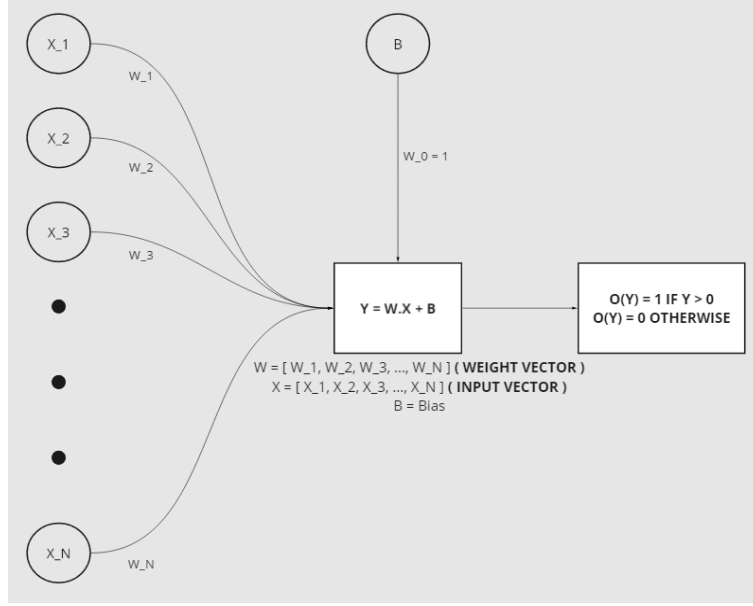 X_1
B
W_1
X_2
W_2
W_0 = 1
X_3
W_3
Y = W.X + B
O(Y) = 1 IF Y > 0
O(Y) = 0 OTHERWISE
W = [ W_1, W_2, W_3, ..., W_N ] ( WEIGHT VECTOR )
X = [ X_1, X_2, X_3, ..., X_N ] ( INPUT VECTOR )
B = Bias
X_N
W_N